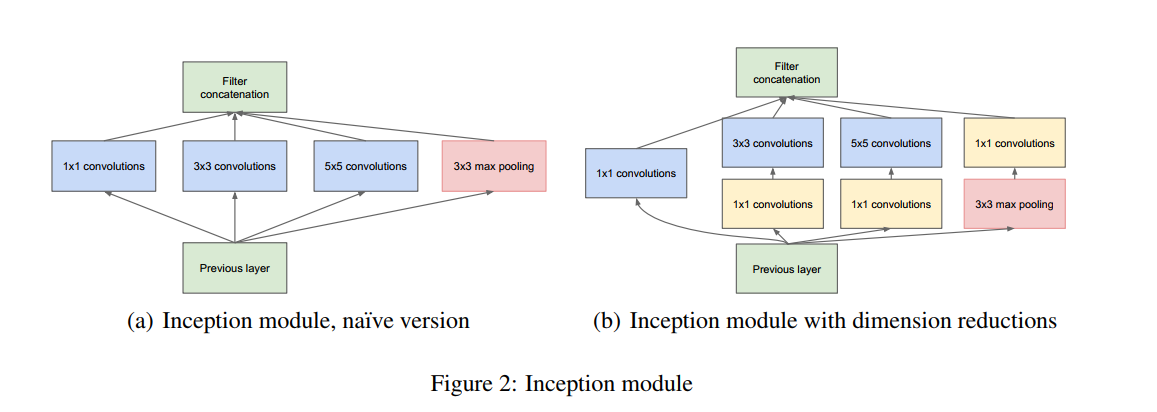 Filter
concatenation
1x1 convolutions
3x3 convolutions
5x5 convolutions
3x3 max pooling
Previous layer
(a) Inception module, naïve version
Filter
concatenation
3x3 convolutions
5x5 convolutions
1x1 convolutions
1x1 convolutions
1x1 convolutions
1x1 convolutions
3x3 max pooling
Previous layer
(b) Inception module with dimension reductions
Figure 2: Inception module